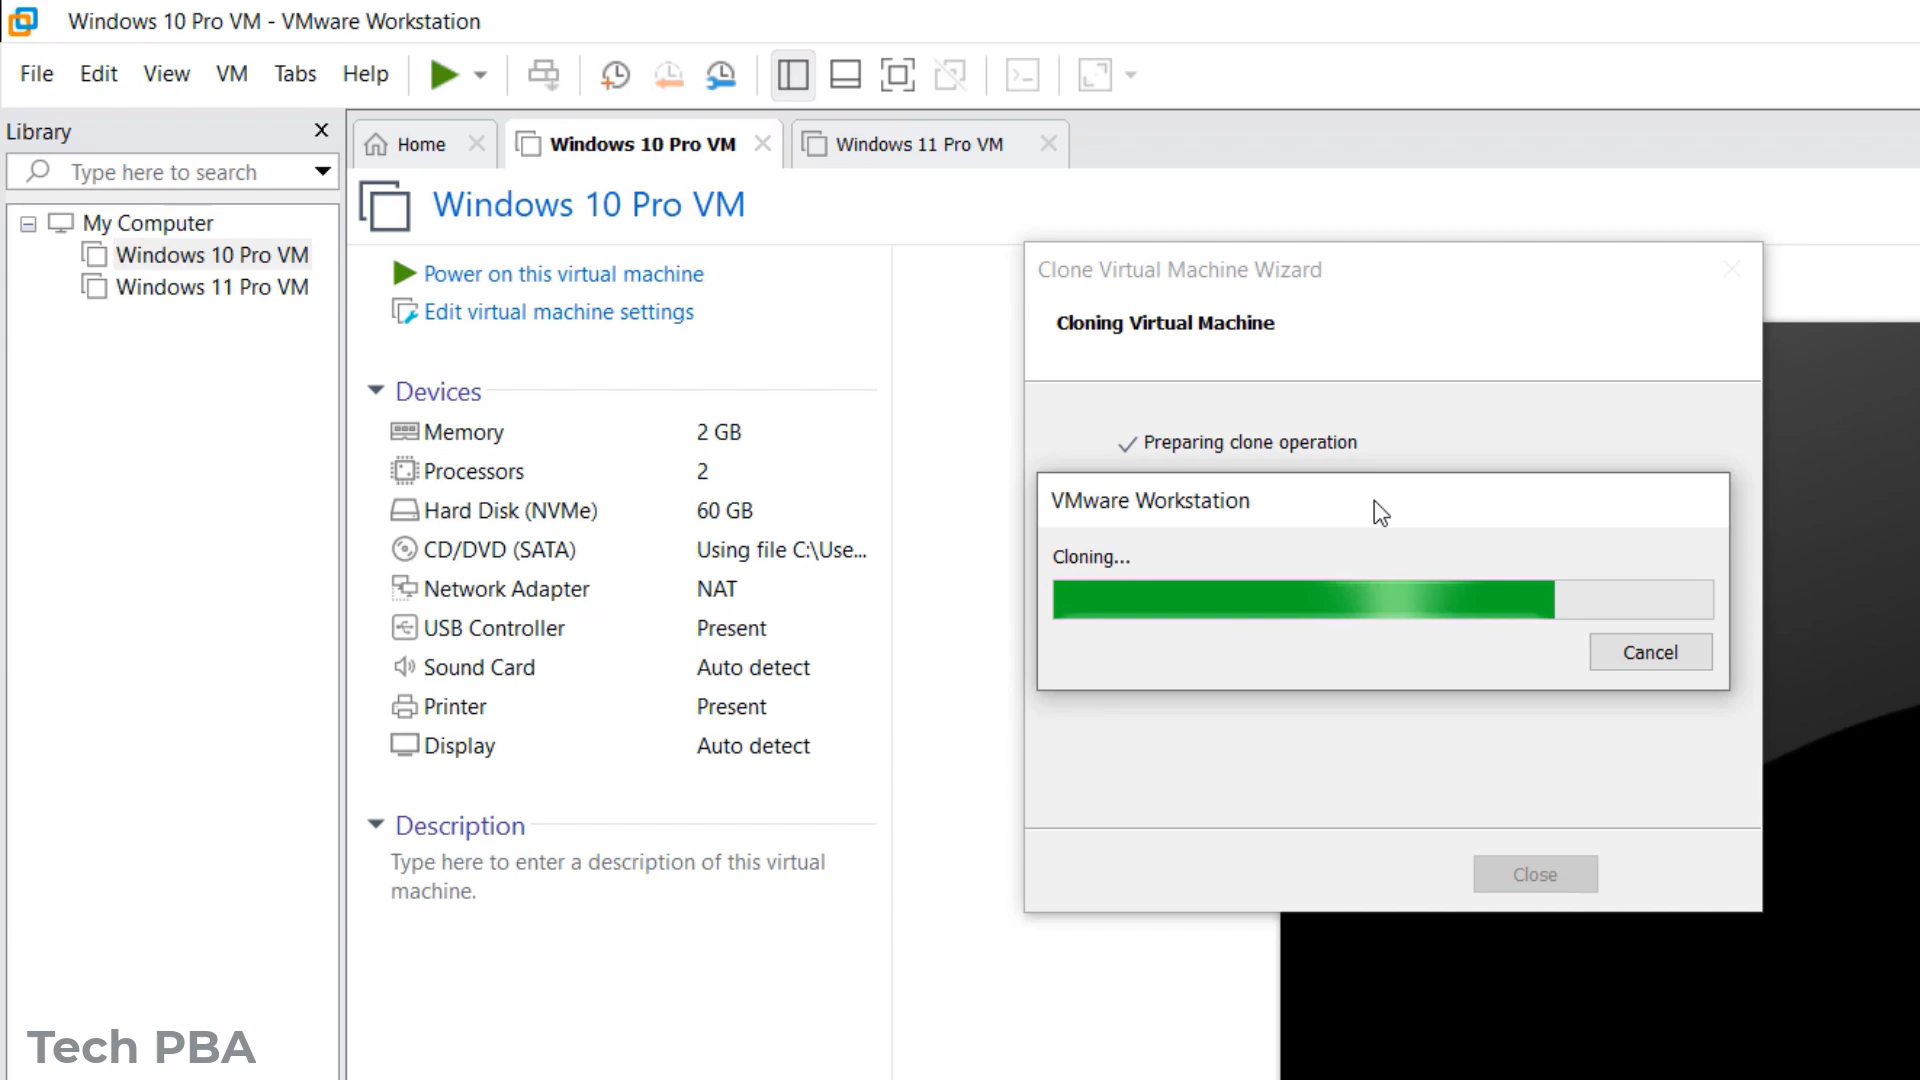 Windows 10 Pro VM - VMware Workstation
File Edit View VM Tabs Help
Library
Type here to search
My Computer
Windows 10 Pro VM
Windows 11 Pro VM
Home
Windows 10 Pro VM
Windows 11 Pro VM
Windows 10 Pro VM
Power on this virtual machine
Edit virtual machine settings
Devices
Memory 2 GB
Processors 2
Hard Disk (NVMe) 60 GB
CD/DVD (SATA) Using file C:\Use...
Network Adapter NAT
USB Controller Present
Sound Card Auto detect
Printer Present
Display Auto detect
Description
Type here to enter a description of this virtual
machine.
Clone Virtual Machine Wizard
Cloning Virtual Machine
Preparing clone operation
VMware Workstation
Cloning...
Cancel
Close
Tech PBA